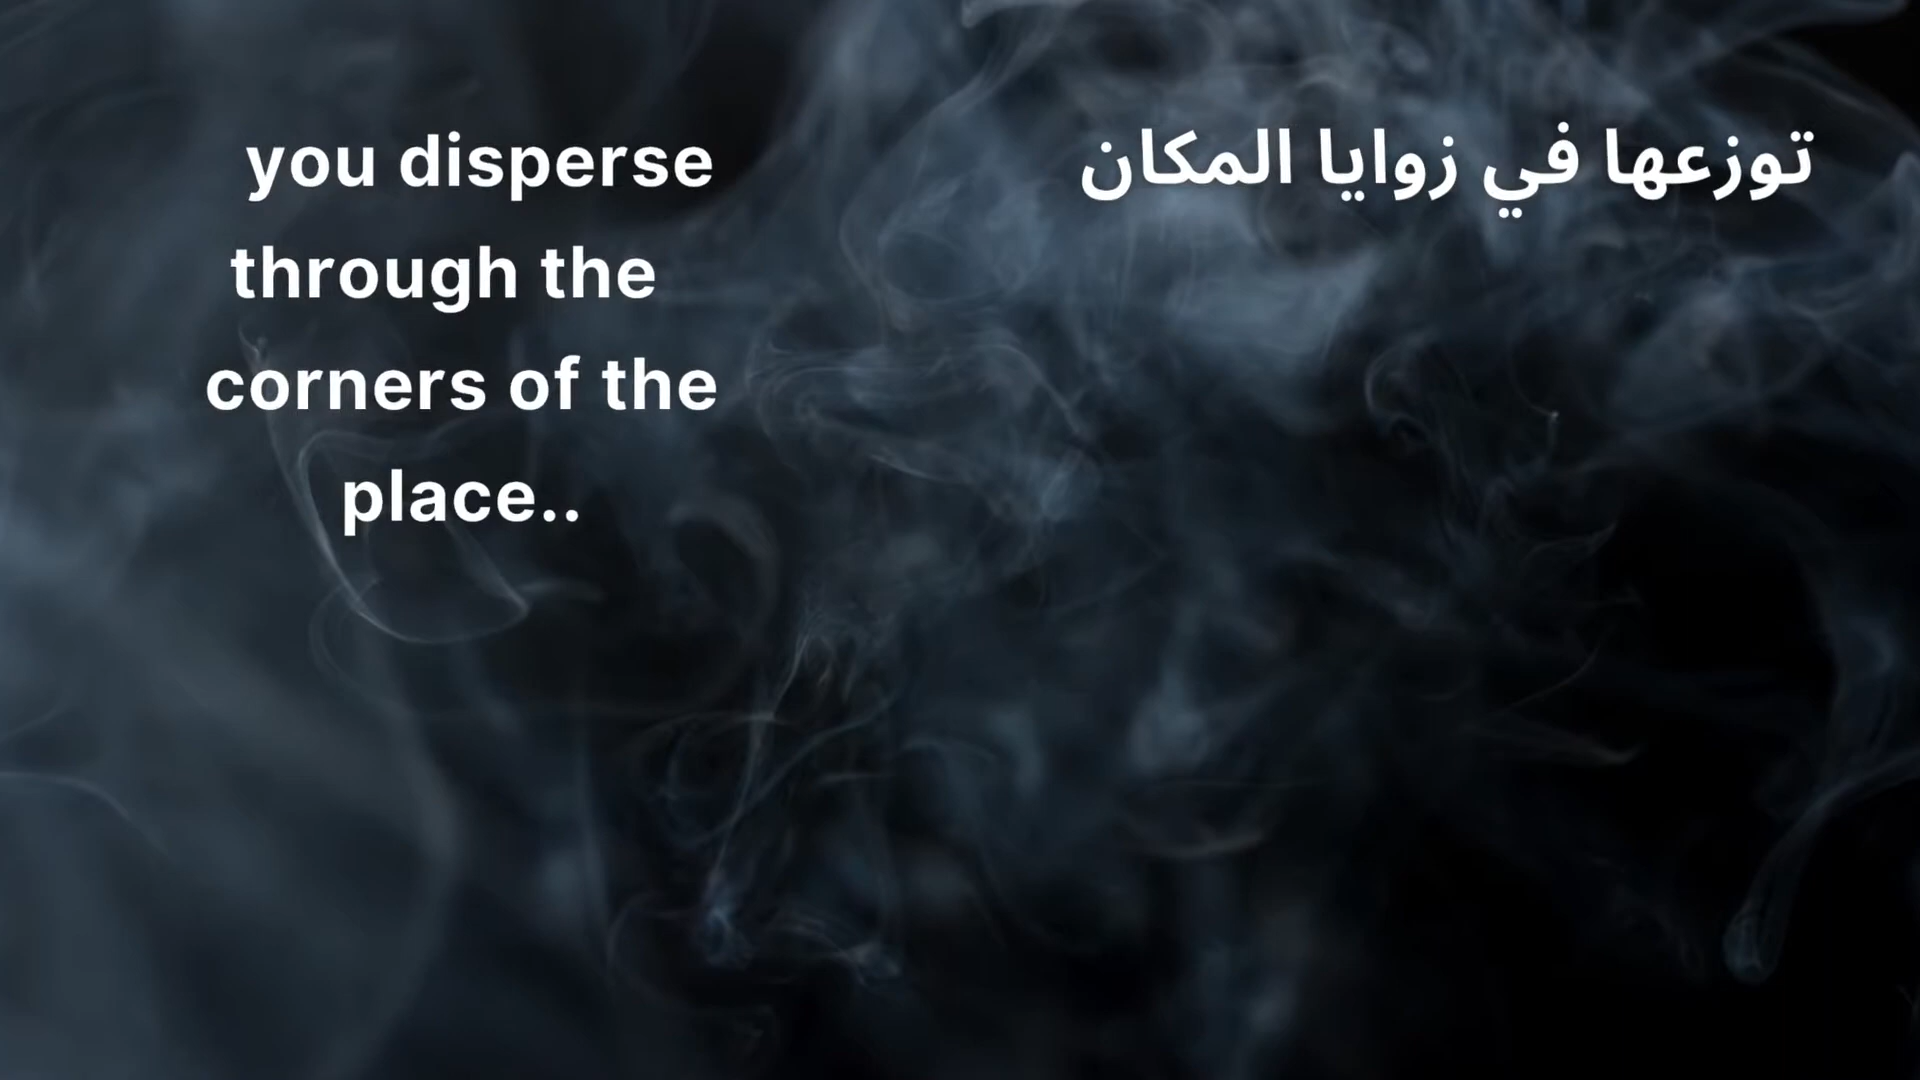 you disperse
through the
corners of the
place..
توزعها في زوايا المكان